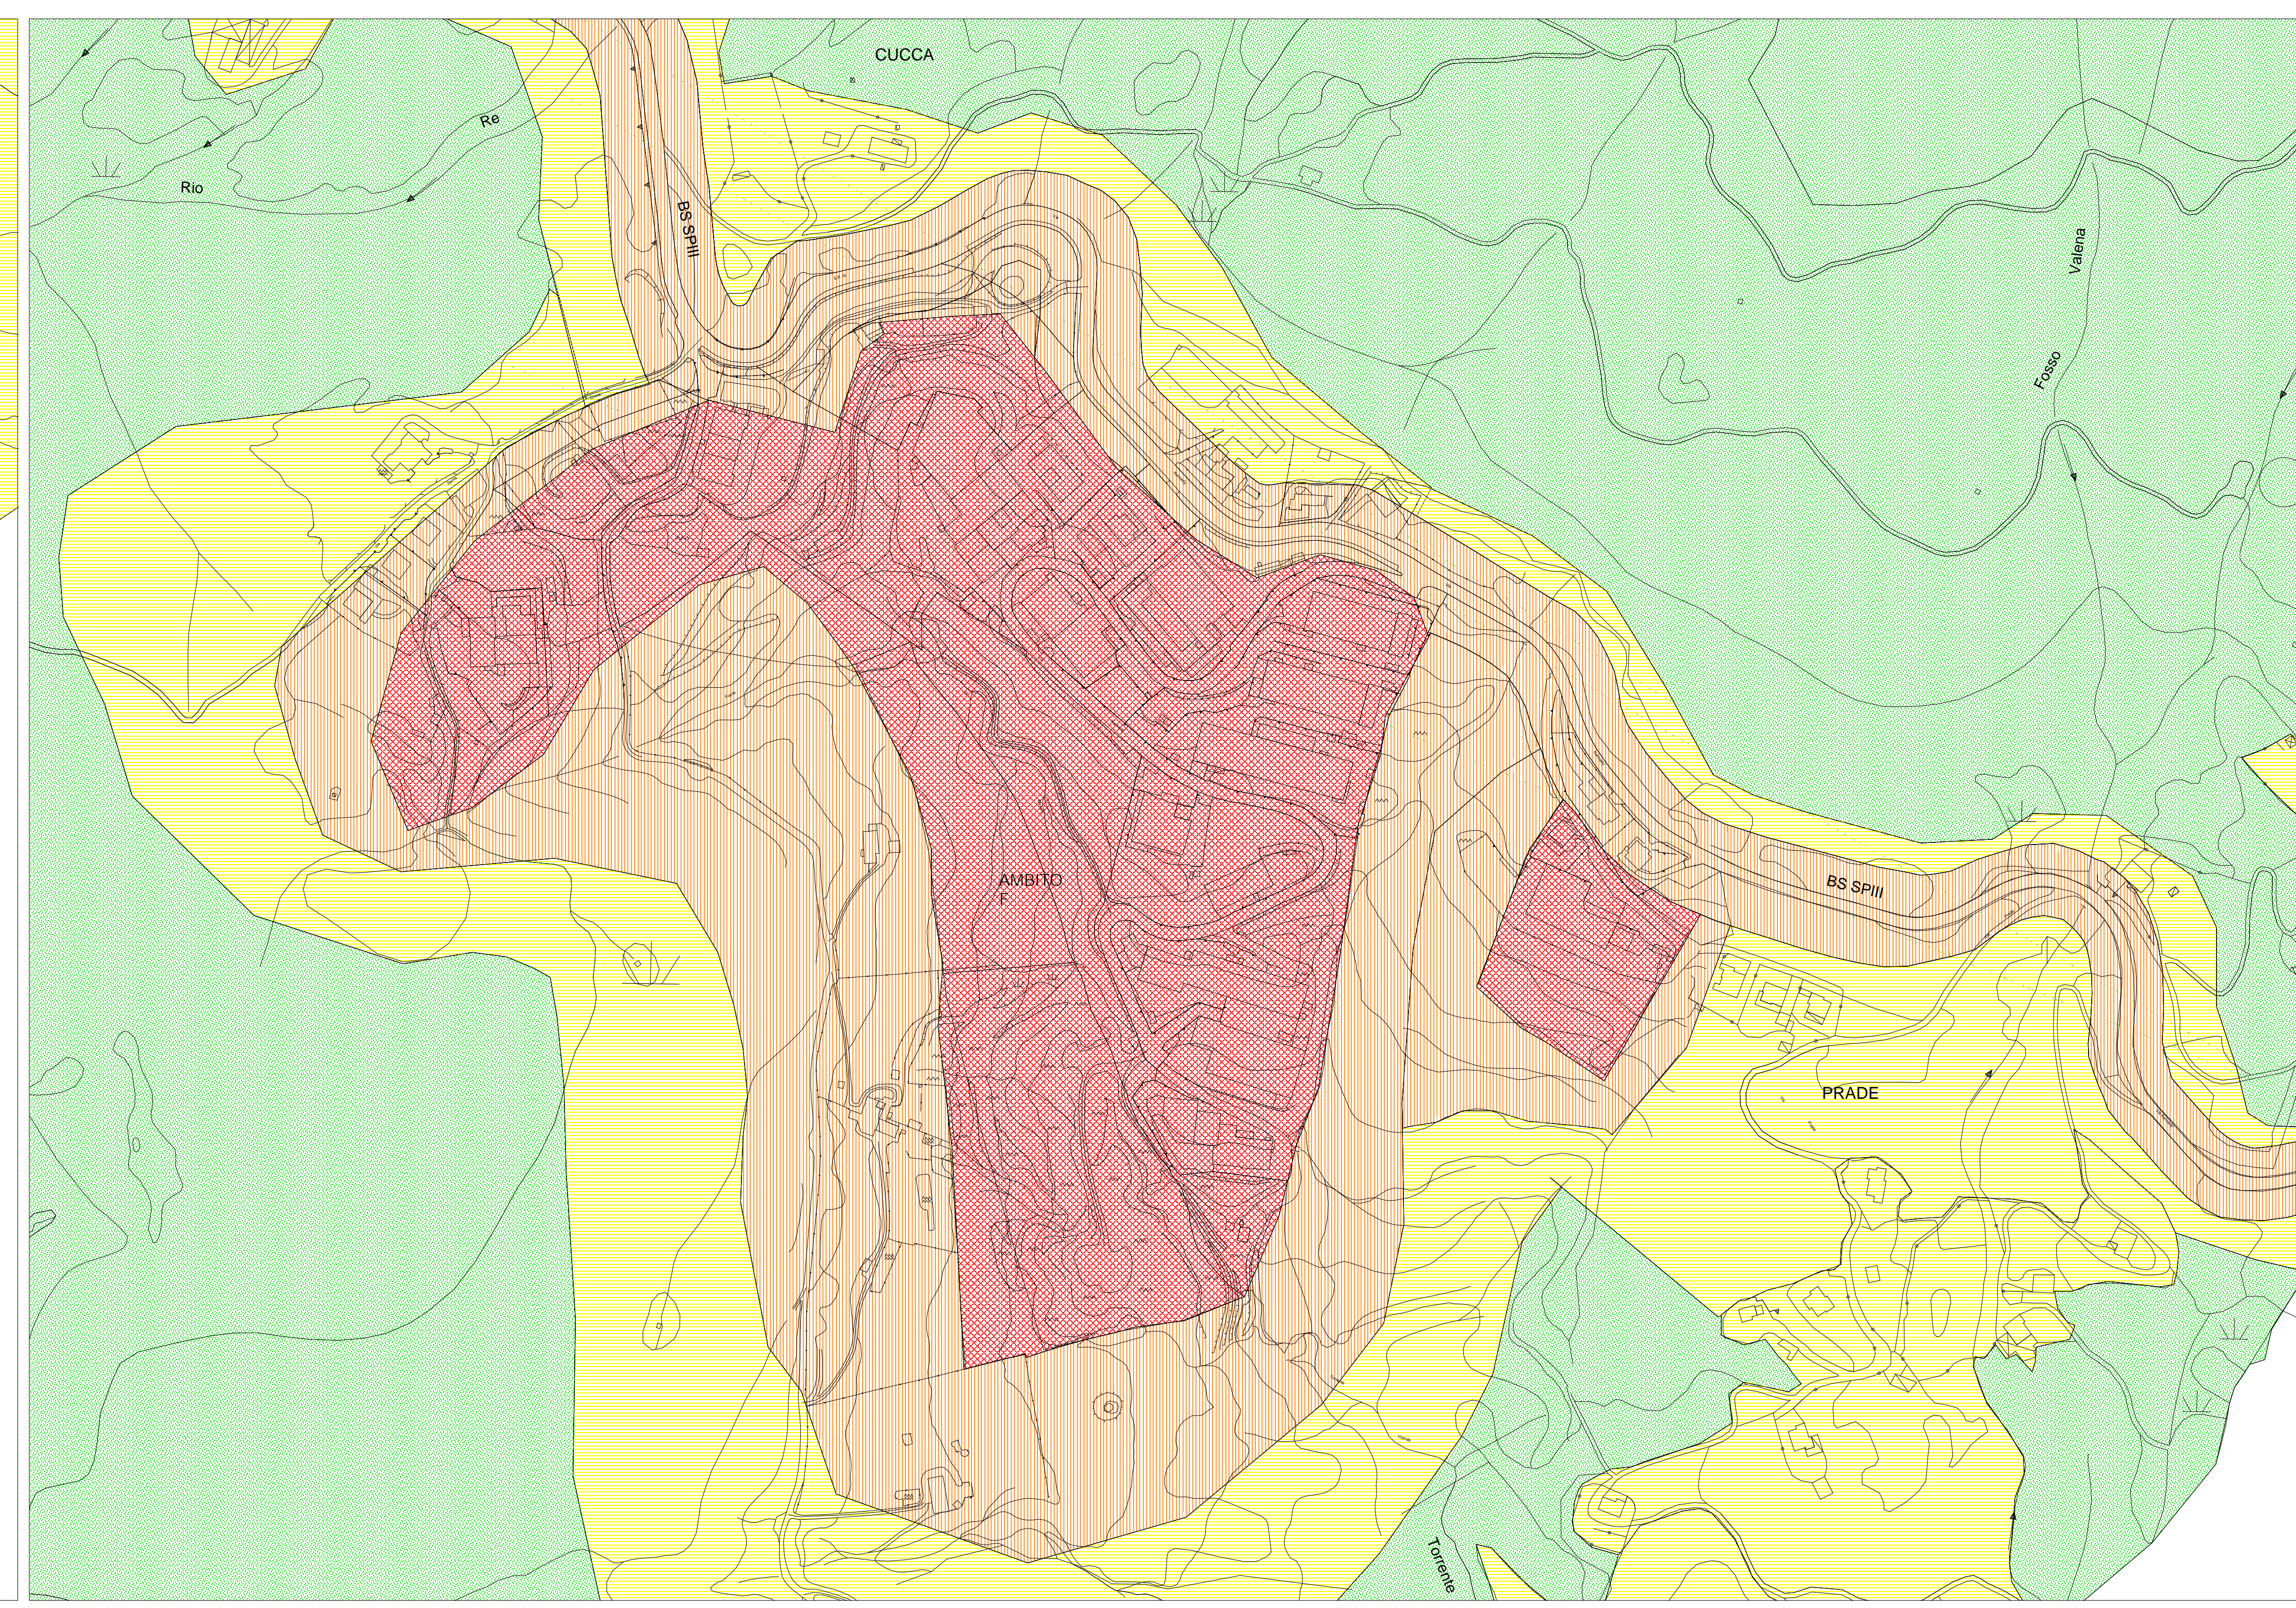 CUCCA
Re
Rio
BS SPIII
Valena
Fosso
AMBITO
F
BS SPIII
PRADE
Torrente